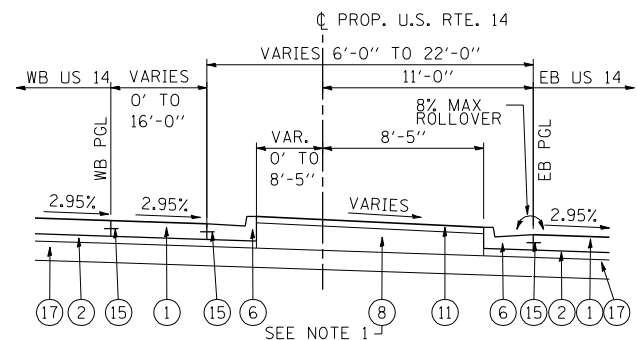 ℄ PROP. U.S. RTE. 14
VARIES 6'-0" TO 22'-0"
WB US 14
VARIES
0' TO
16'-0"
11'-0"
EB US 14
8% MAX
ROLLOVER
WB PGL
VAR.
0' TO
8'-5"
8'-5"
EB PGL
2.95%
2.95%
VARIES
2.95%
17
2
15
1
15
6
8
11
6
15
2
1
17
SEE NOTE 1